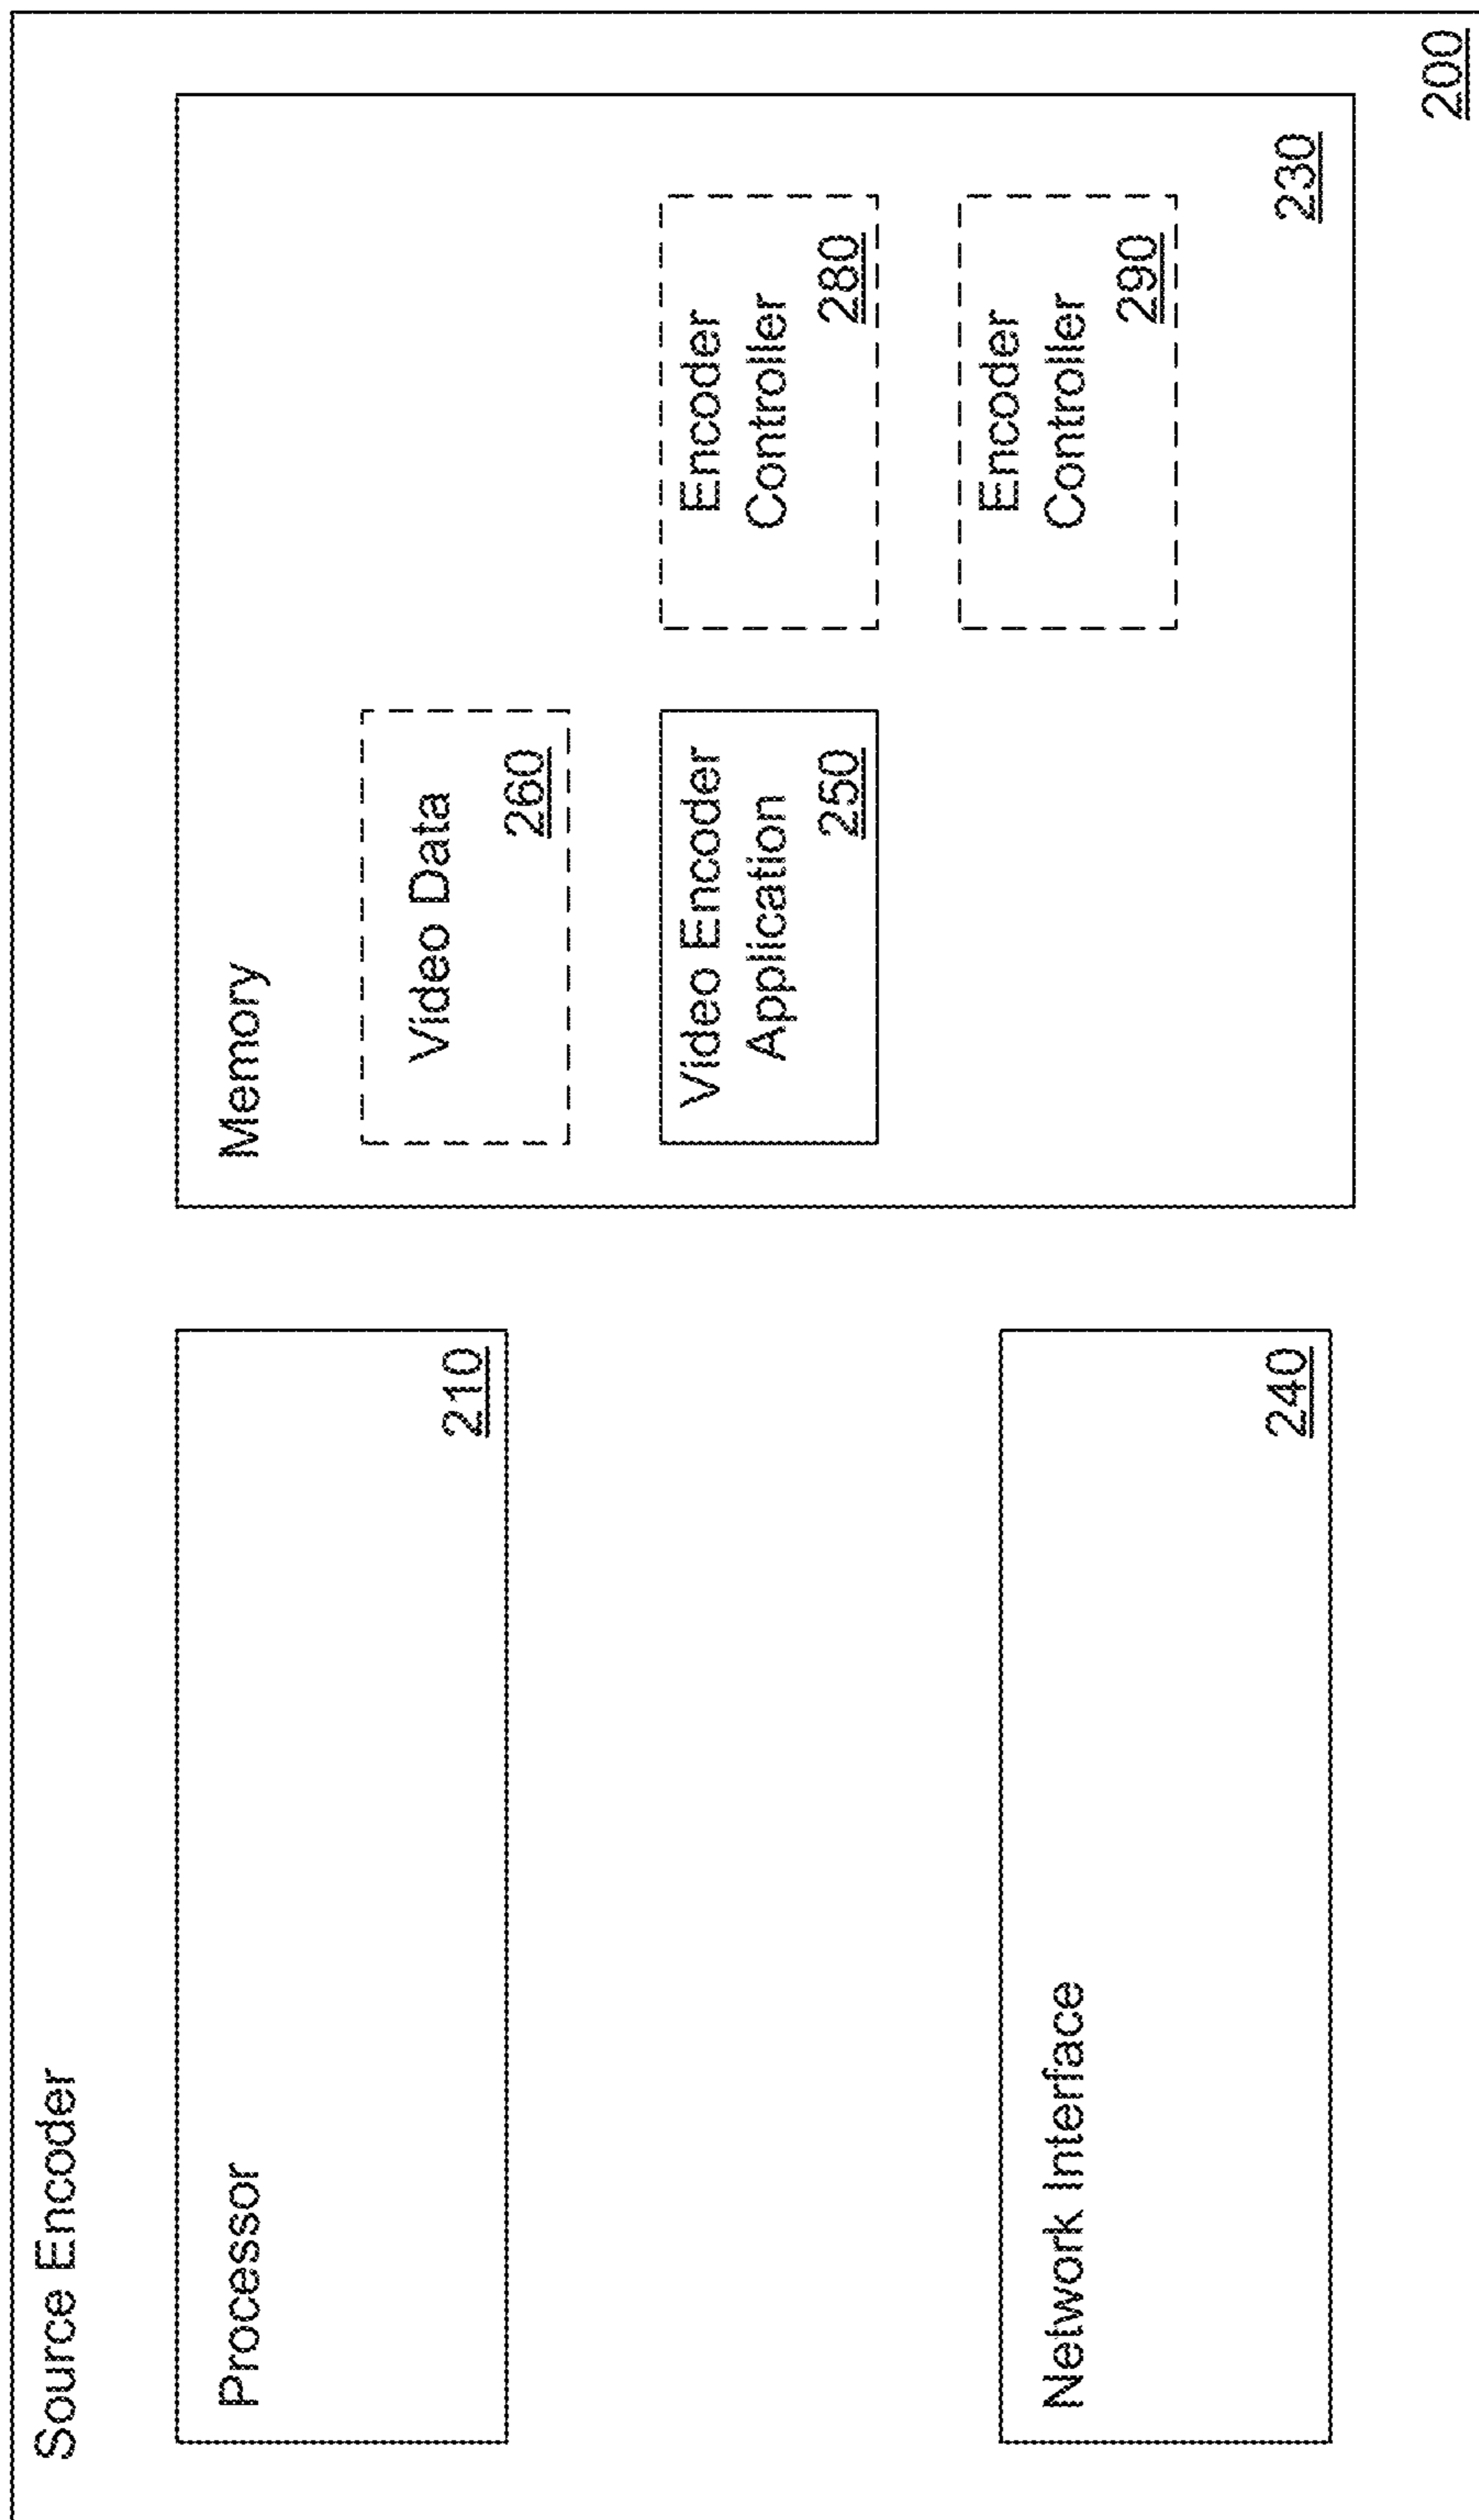 Source Encoder
Processor
210
Memory
Video Data
260
Video Encoder
Application
250
Encoder
Controller
280
Encoder
Controller
290
230
Network Interface
240
200